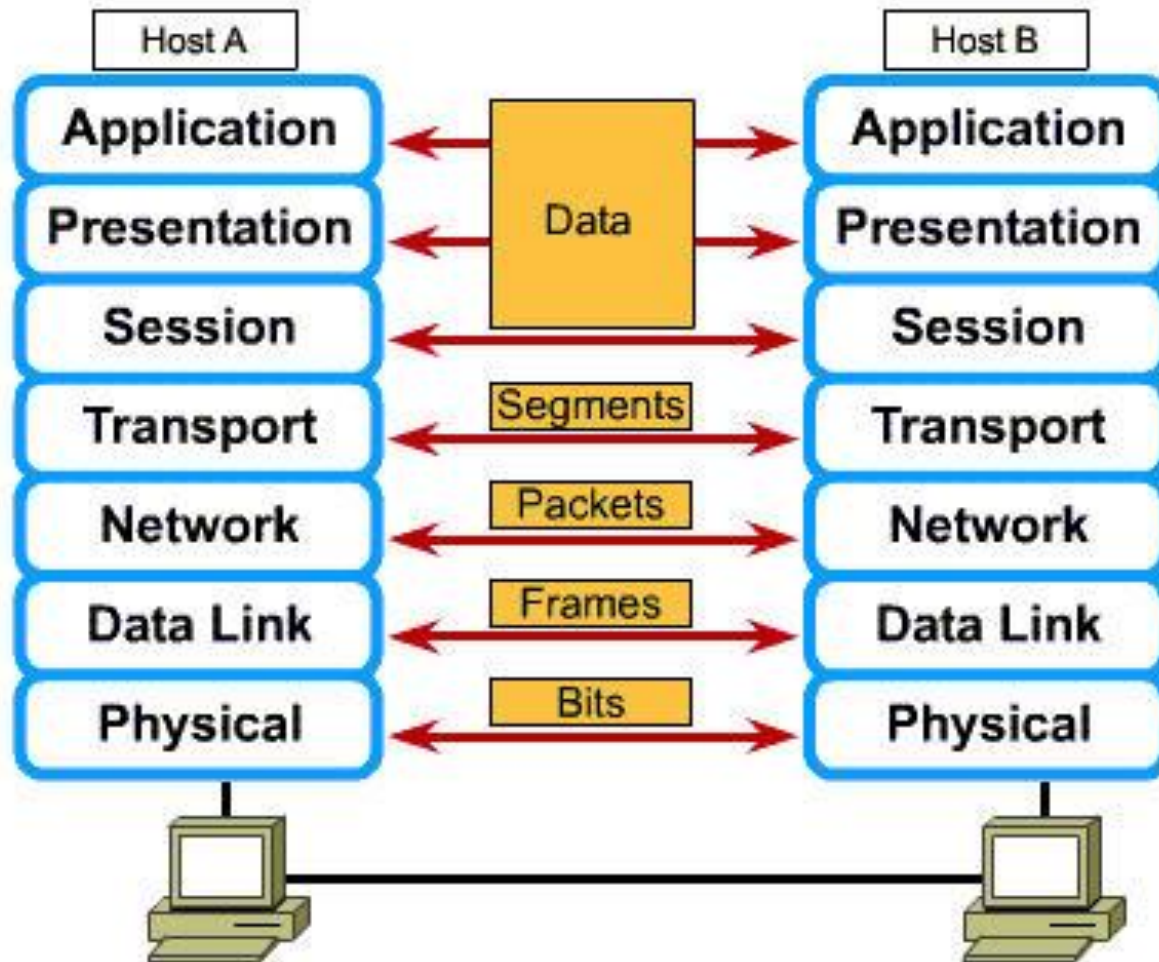 Host A
Host B
Application
Application
Presentation
Data
Presentation
Session
Session
Transport
Segments
Transport
Network
Packets
Network
Data Link
Frames
Data Link
Physical
Bits
Physical